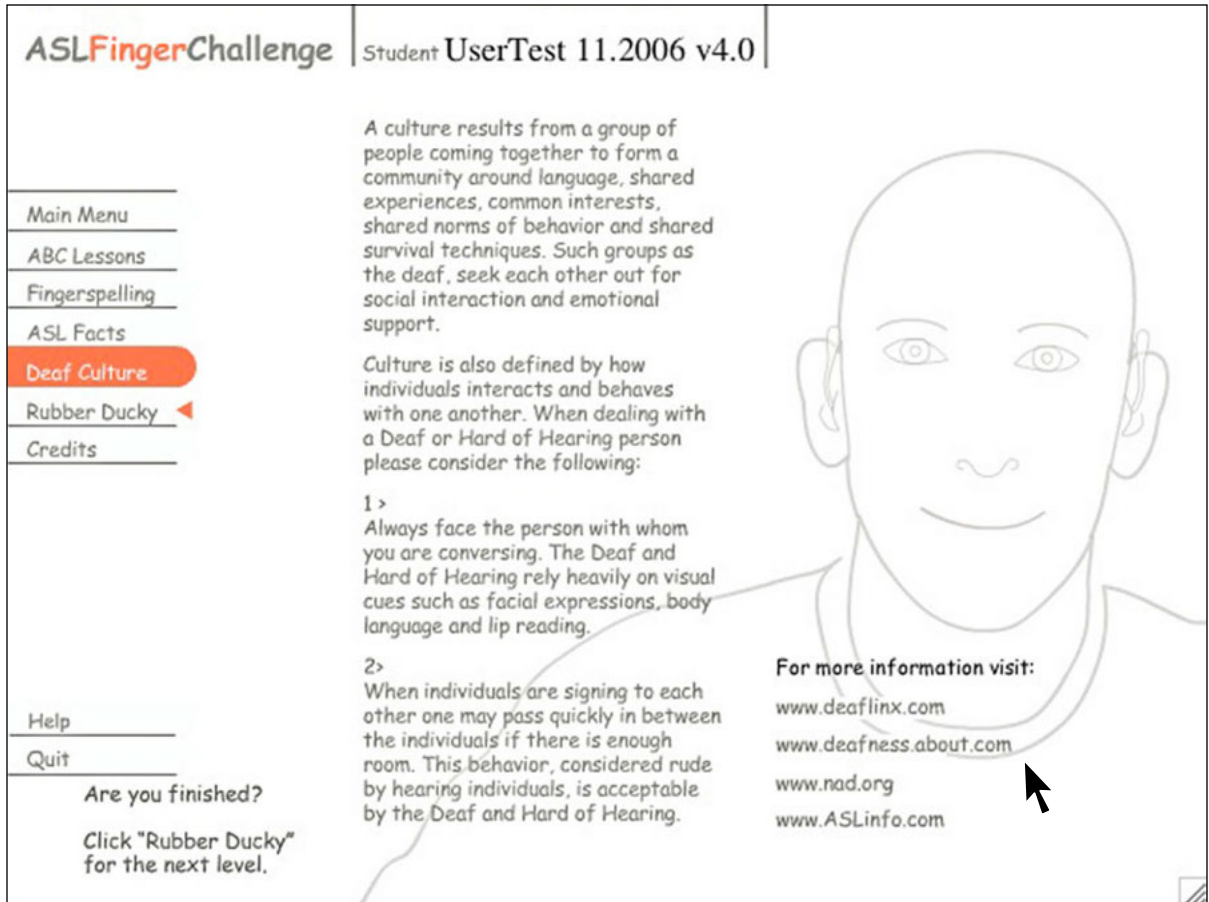 ASLFingerChallenge
Student UserTest 11.2006 v4.0
Main Menu
ABC Lessons
Fingerspelling
ASL Facts
Deaf Culture
Rubber Ducky
Credits
Help
Quit
Are you finished?
Click "Rubber Ducky"
for the next level.
A culture results from a group of
people coming together to form a
community around language, shared
experiences, common interests,
shared norms of behavior and shared
survival techniques. Such groups as
the deaf, seek each other out for
social interaction and emotional
support.
Culture is also defined by how
individuals interacts and behaves
with one another. When dealing with
a Deaf or Hard of Hearing person
please consider the following:
1>
Always face the person with whom
you are conversing. The Deaf and
Hard of Hearing rely heavily on visual
cues such as facial expressions, body
language and lip reading.
2>
When individuals are signing to each
other one may pass quickly in between
the individuals if there is enough
room. This behavior, considered rude
by hearing individuals, is acceptable
by the Deaf and Hard of Hearing.
For more information visit:
www.deaflinx.com
www.deafness.about.com
www.nad.org
www.ASLinfo.com